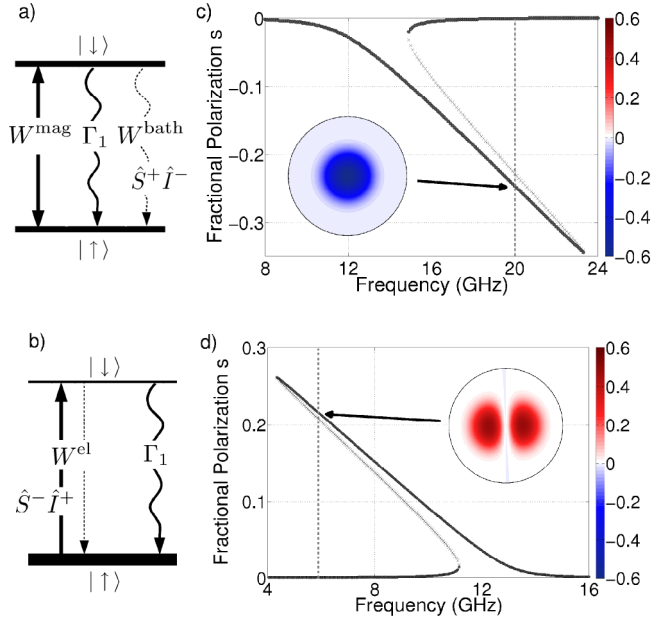 a)
|↓⟩
W^mag Γ₁ W^bath
Ŝ⁺Î⁻
|↑⟩
c)
Fractional Polarization s
0
−0.1
−0.2
−0.3
8 12 16 20 24
Frequency (GHz)
0.6
0.4
0.2
0
−0.2
−0.4
−0.6
b)
|↓⟩
W^el Γ₁
Ŝ⁻Î⁺
|↑⟩
d)
Fractional Polarization s
0.3
0.2
0.1
0
4 8 12 16
Frequency (GHz)
0.6
0.4
0.2
0
−0.2
−0.4
−0.6